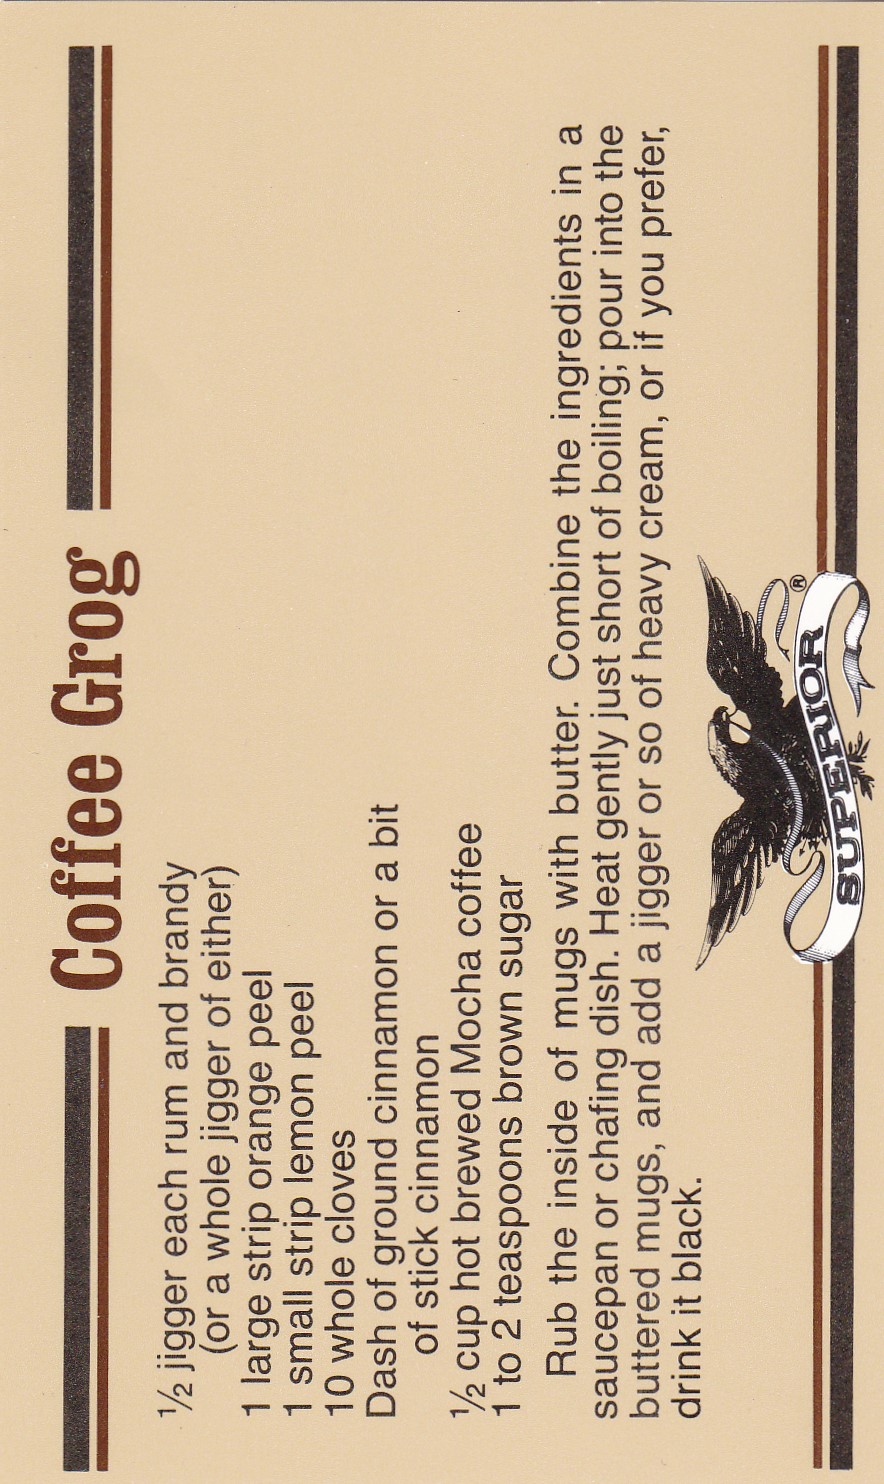 Coffee Grog
½ jigger each rum and brandy
(or a whole jigger of either)
1 large strip orange peel
1 small strip lemon peel
10 whole cloves
Dash of ground cinnamon or a bit
of stick cinnamon
½ cup hot brewed Mocha coffee
1 to 2 teaspoons brown sugar
Rub the inside of mugs with butter. Combine the ingredients in a
saucepan or chafing dish. Heat gently just short of boiling; pour into the
buttered mugs, and add a jigger or so of heavy cream, or if you prefer,
drink it black.
SUPERIOR ®